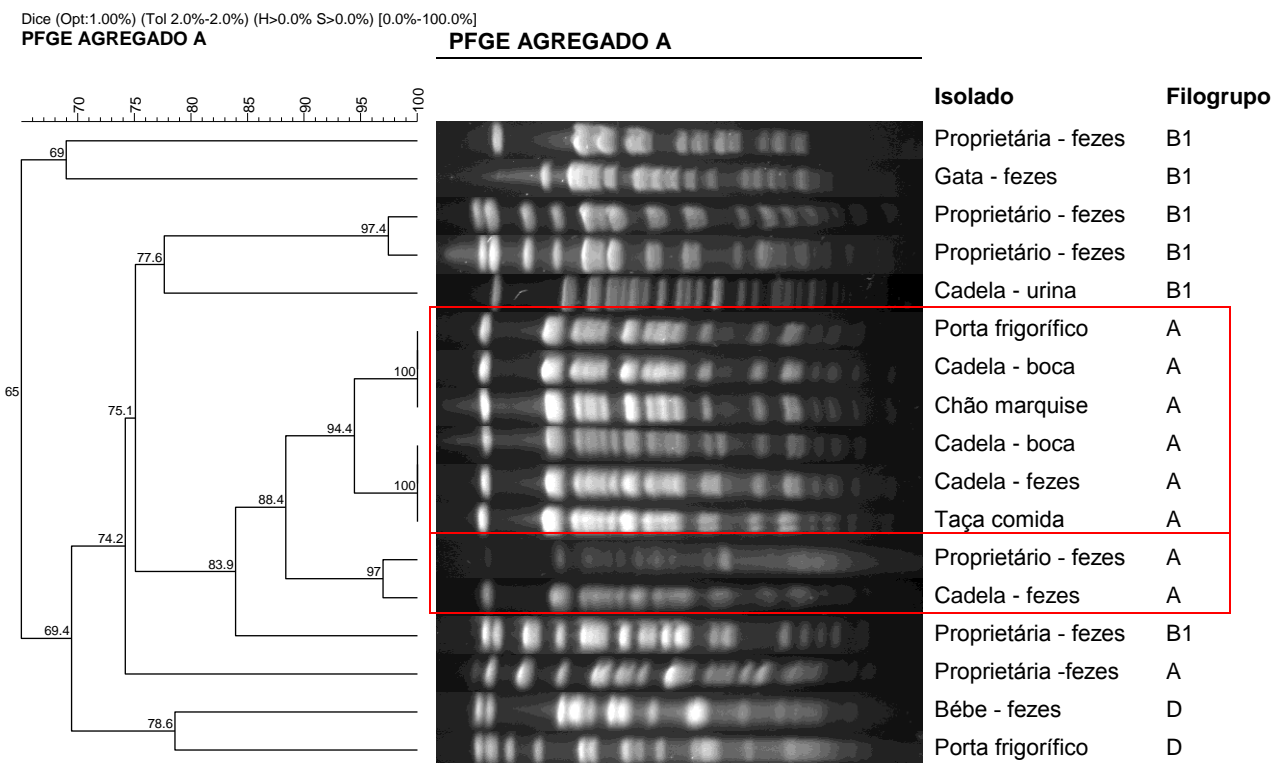 Dice (Opt:1.00%) (Tol 2.0%-2.0%) (H>0.0% S>0.0%) [0.0%-100.0%]
PFGE AGREGADO A
PFGE AGREGADO A
70 75 80 85 90 95 100
Isolado Filogrupo
Proprietária - fezes B1
69
Gata - fezes B1
Proprietário - fezes B1
97.4
Proprietário - fezes B1
77.6
Cadela - urina B1
Porta frigorífico A
Cadela - boca A
100
65
Chão marquise A
75.1
94.4
Cadela - boca A
Cadela - fezes A
100
88.4
Taça comida A
74.2
Proprietário - fezes A
83.9
97
Cadela - fezes A
69.4
Proprietária - fezes B1
Proprietária -fezes A
Bébe - fezes D
78.6
Porta frigorífico D